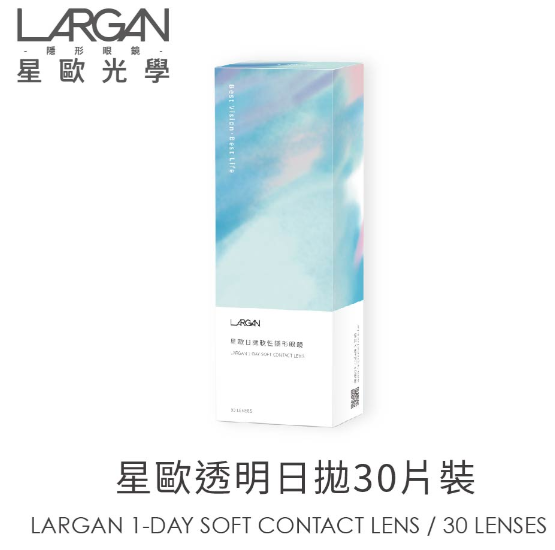 LARGAN
- 隱形眼鏡 -
星歐光學
Best Vision·Best Life
LARGAN
星歐日拋軟性隱形眼鏡
LARGAN 1-DAY SOFT CONTACT LENS
30 LENSES
星歐透明日拋30片裝
LARGAN 1-DAY SOFT CONTACT LENS / 30 LENSES